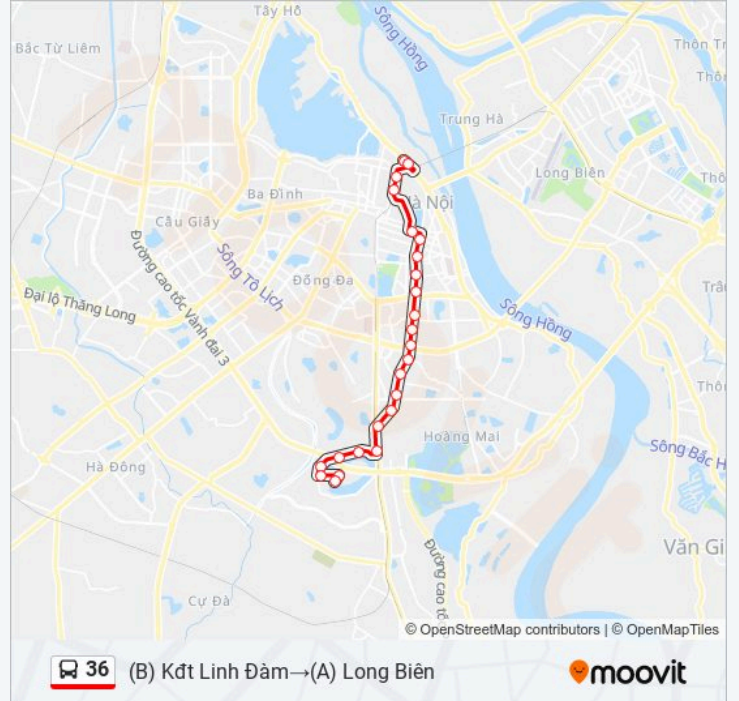 Tây Hồ
Sông Hồng
Thôn Tr
Bắc Từ Liêm
Thôn
Trung Hà
Long Biên
Thô
Ba Đình
Hà Nội
Cầu Giấy
Sông Tô Lịch
Đống Đa
Đường cao tốc Vành đai 3
Đại lộ Thăng Long
Trâu
Sông Hồng
Thôn
Hoàng Mai
Sông Bắc H
Hà Đông
Đường cao tố
Văn Gi
Cự Đà
© OpenStreetMap contributors | © OpenMapTiles
36 (B) Kđt Linh Đàm→(A) Long Biên
moovit